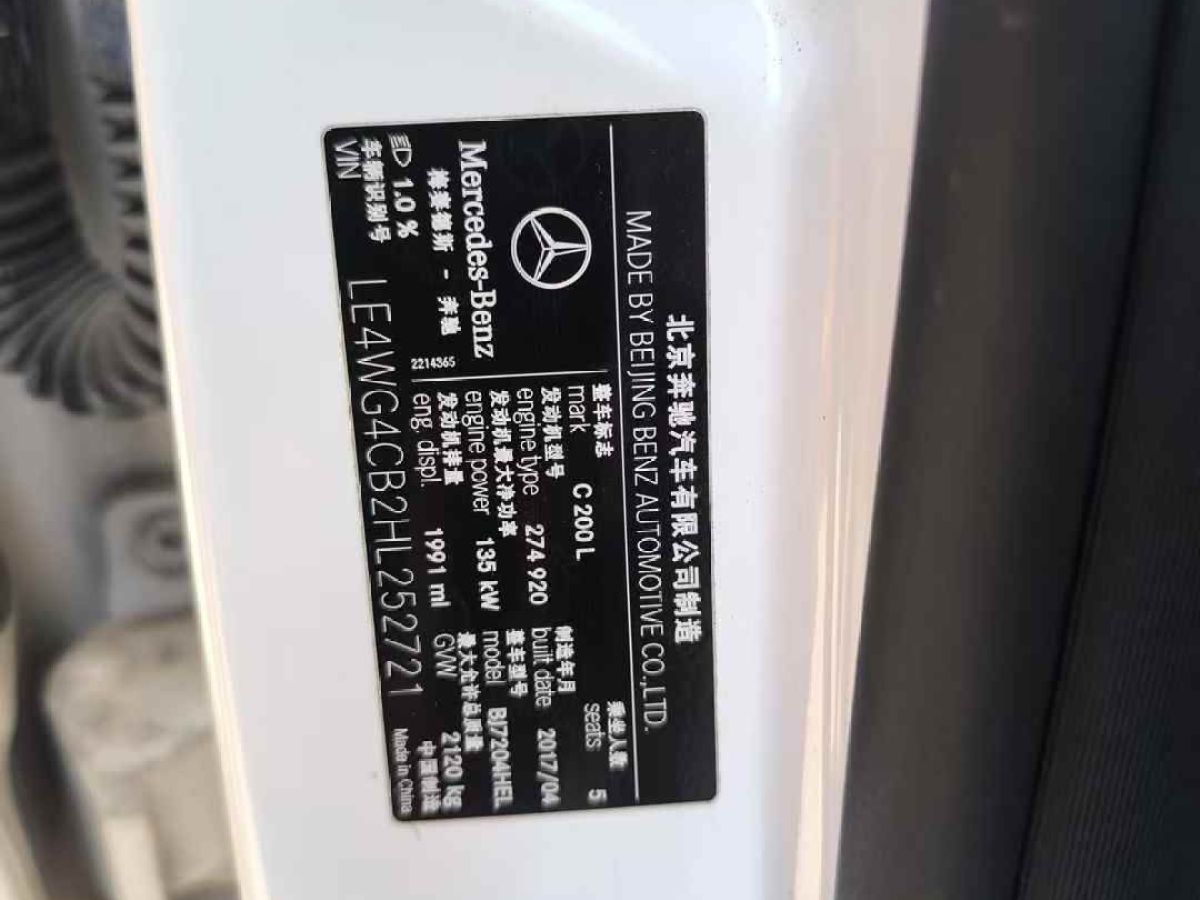 北京奔驰汽车有限公司制造
MADE BY BEIJING BENZ AUTOMOTIVE CO.,LTD.
Mercedes-Benz
梅赛德斯 - 奔驰
2214365
整车标志
mark C 200 L
乘坐人数
seats 5
发动机型号
engine type 274 920
制造年月
built date 2017/04
发动机最大净功率
engine power 135 kW
整车型号
model BJ7204HEL
发动机排量
eng. displ. 1991 ml
最大允许总质量
GVW 2120 kg
1.0 %
车辆识别号
VIN LE4WG4CB2HL252721
中国制造
Made in China